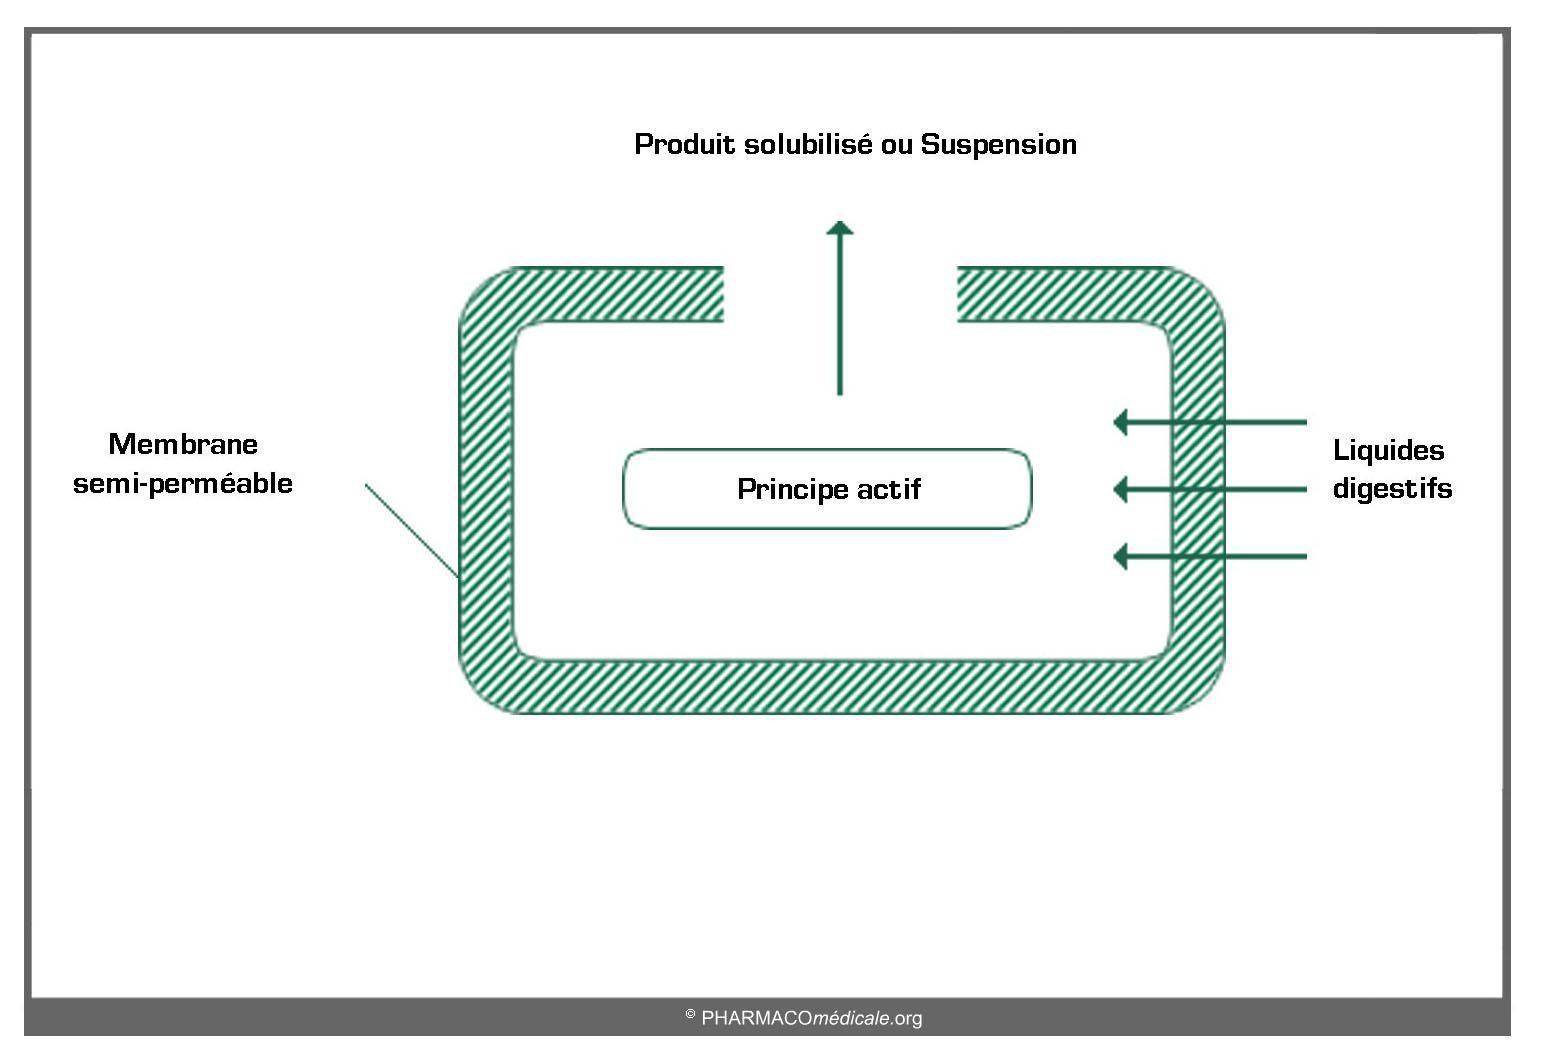 Produit solubilisé ou Suspension
Membrane
semi-perméable
Principe actif
Liquides
digestifs
© PHARMACOmédicale.org